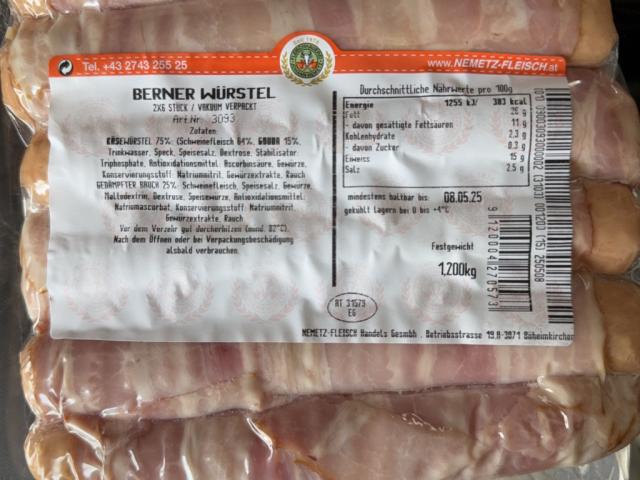 Tel. +43 2743 255 25
www.NEMETZ-FLEISCH.at
BERNER WÜRSTEL
2X6 STÜCK / VAKUUM VERPACKT
Art.Nr. 3093
Zutaten
KÄSEWÜRSTEL 75%: (Schweinefleisch 64%, GOUDA 15%,
Trinkwasser, Speck, Speisesalz, Dextrose, Stabilisator:
Triphosphate, Antioxidationsmittel: Ascorbinsäure, Gewürze,
Konservierungsstoff: Natriumnitrit, Gewürzextrakte, Rauch
GEDÄMPFTER BAUCH 25%: Schweinefleisch, Speisesalz, Gewürze,
Maltodextrin, Dextrose, Speisewürze, Antioxidationsmittel:
Natriumascorbat, Konservierungsstoff: Natriumnitrit,
Gewürzextrakte, Rauch
Vor dem Verzehr gut durcherhitzen (mind. 82°C).
Nach dem Öffnen oder bei Verpackungsbeschädigung
alsbald verbrauchen.
Durchschnittliche Nährwerte pro 100g
Energie 1255 kJ/ 303 kcal
Fett 26 g
- davon gesättigte Fettsäuren 11 g
Kohlenhydrate 2,3 g
- davon Zucker 0,3 g
Eiweiss 15 g
Salz 2,5 g
mindestens haltbar bis: 08.05.25
gekühlt lagern bei 0 bis +4°C
Festgewicht
1,200kg
9 120004 270573
AT 31579
EG
NEMETZ-FLEISCH Handels GesmbH, Betriebsstrasse 19, A-3071 Böheimkirchen